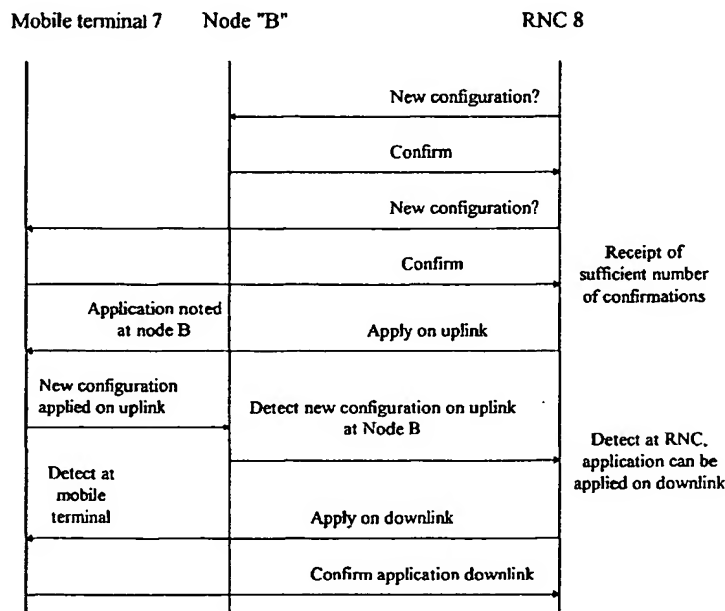 Mobile terminal 7
Node "B"
RNC 8
New configuration?
Confirm
New configuration?
Confirm
Receipt of
sufficient number
of confirmations
Application noted
at node B
Apply on uplink
New configuration
applied on uplink
Detect new configuration on uplink
at Node B
Detect at RNC,
application can be
applied on downlink
Detect at
mobile
terminal
Apply on downlink
Confirm application downlink